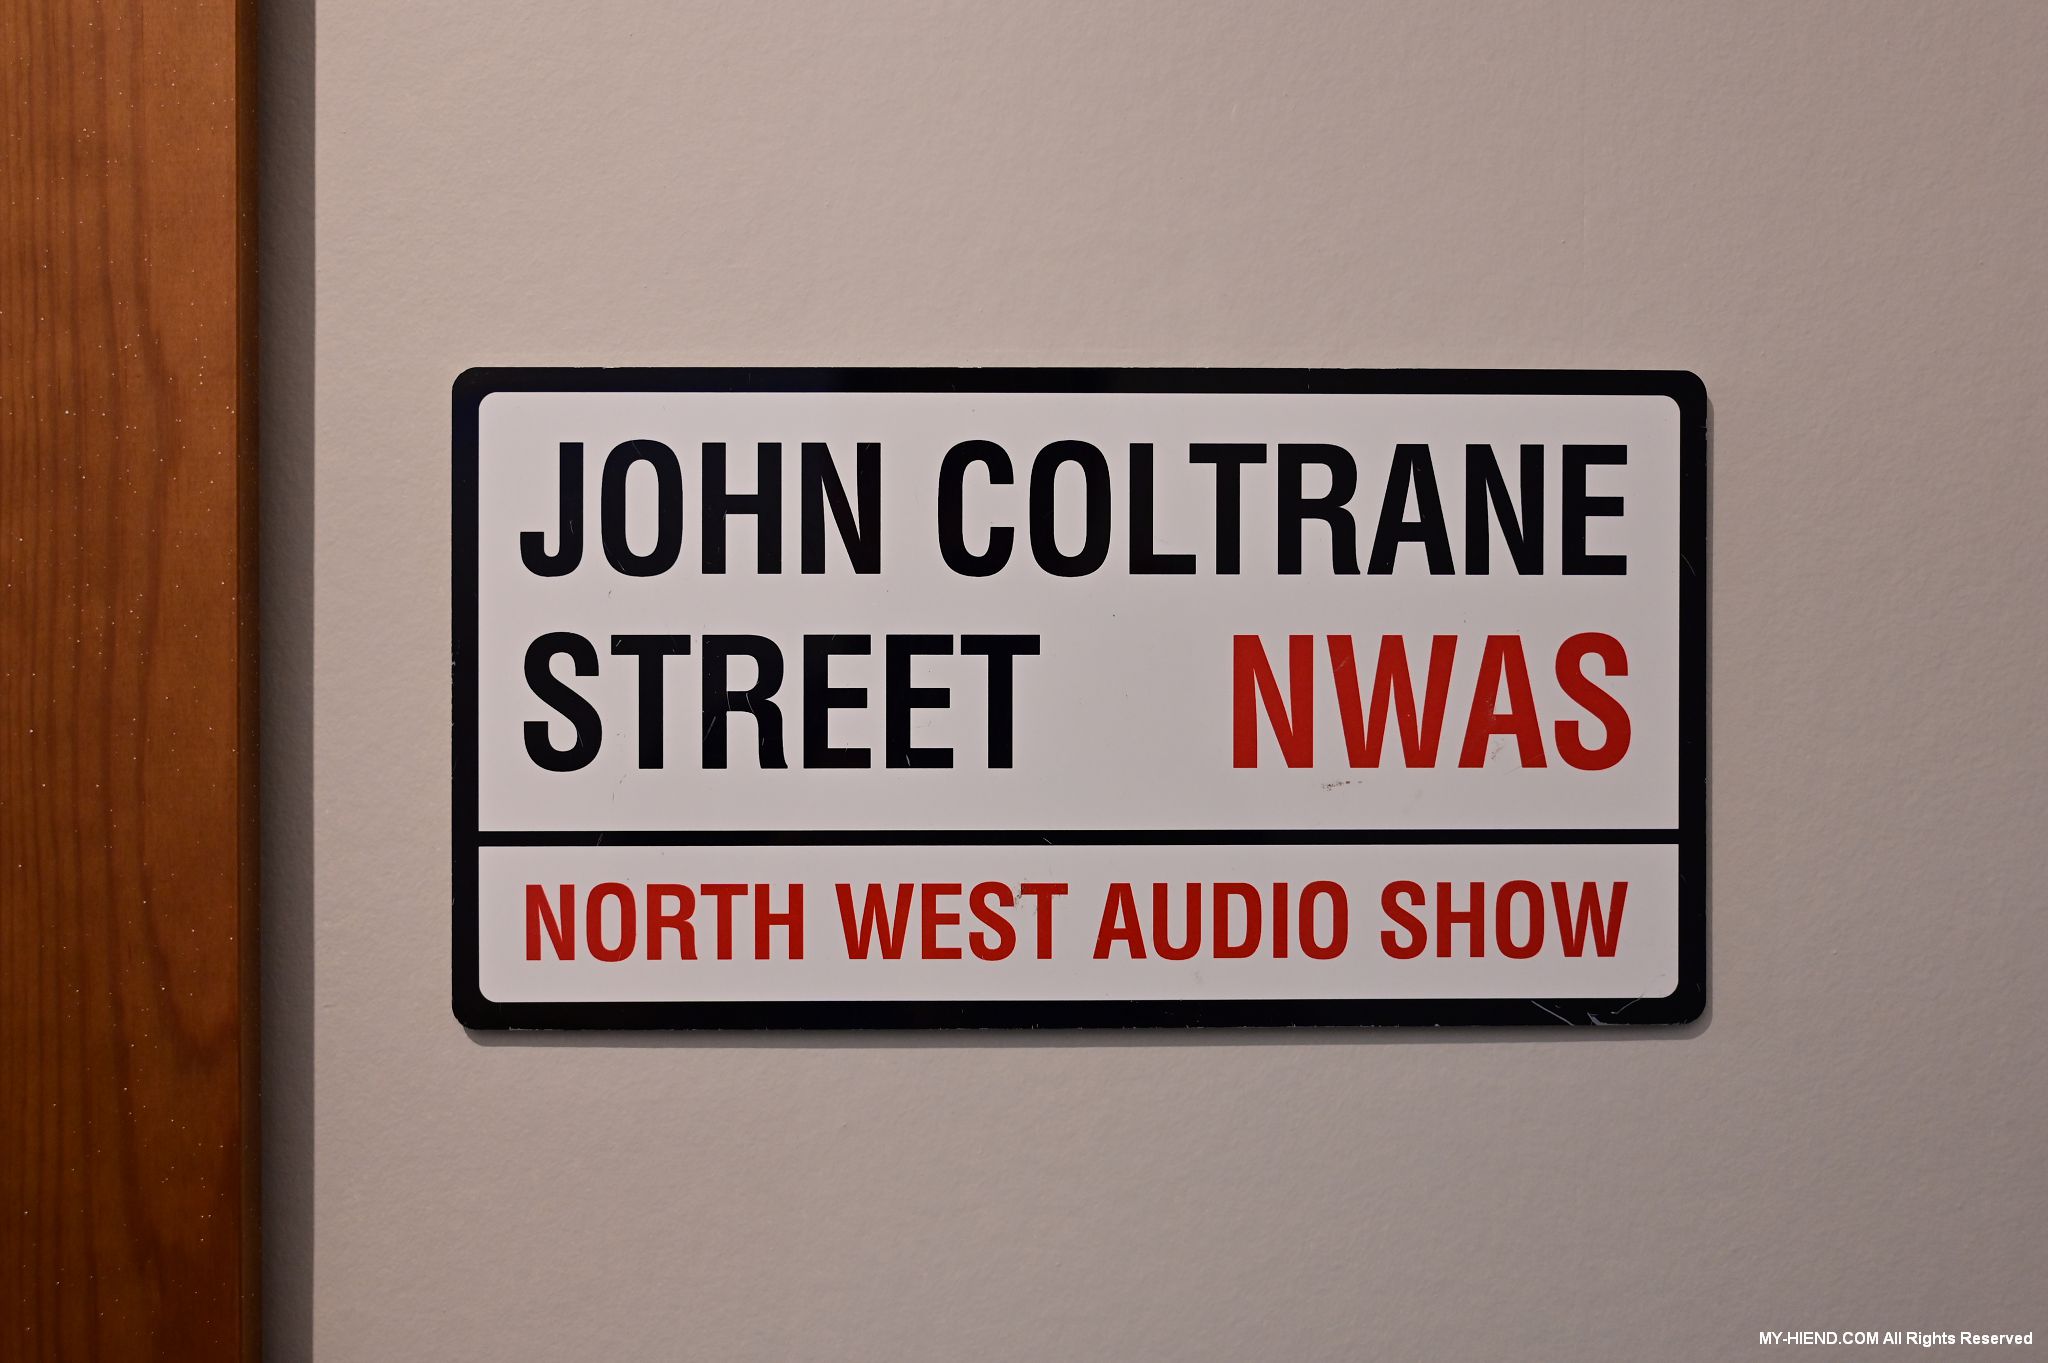 JOHN COLTRANE
STREET NWAS
NORTH WEST AUDIO SHOW
MY-HIEND.COM All Rights Reserved